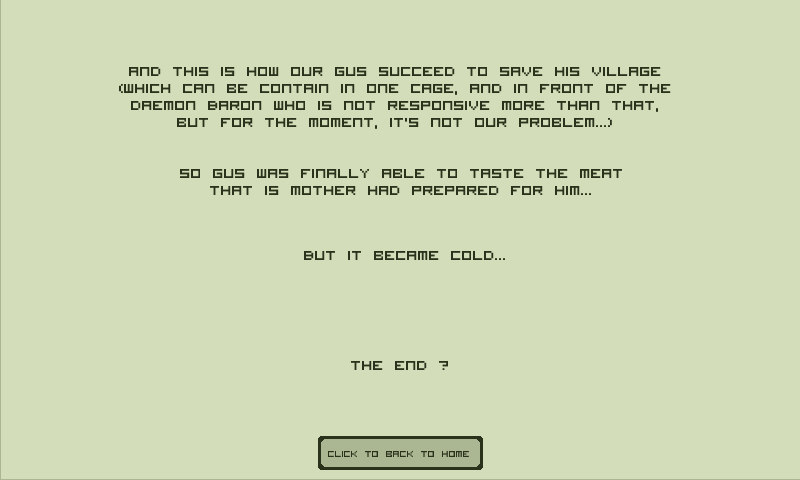 AND THIS IS HOW OUR GUS SUCCEED TO SAVE HIS VILLAGE
(WHICH CAN BE CONTAIN IN ONE CAGE, AND IN FRONT OF THE
DAEMON BARON WHO IS NOT RESPONSIVE MORE THAN THAT,
BUT FOR THE MOMENT, IT'S NOT OUR PROBLEM...)
SO GUS WAS FINALLY ABLE TO TASTE THE MEAT
THAT IS MOTHER HAD PREPARED FOR HIM...
BUT IT BECAME COLD...
THE END ?
CLICK TO BACK TO HOME